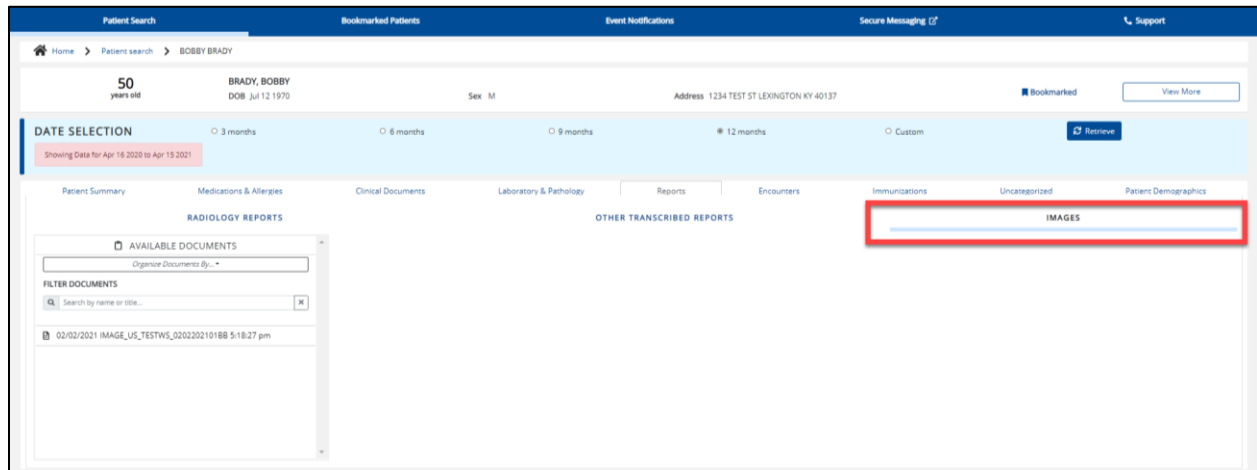 Patient Search Bookmarked Patients Event Notifications Secure Messaging Support
Home > Patient search > BOBBY BRADY
50 BRADY, BOBBY
years old DOB Jul 12 1970 Sex M Address 1234 TEST ST LEXINGTON KY 40137 Bookmarked View More
DATE SELECTION 3 months 6 months 9 months 12 months Custom Retrieve
Showing Data for Apr 16 2020 to Apr 15 2021
Patient Summary Medications & Allergies Clinical Documents Laboratory & Pathology Reports Encounters Immunizations Uncategorized Patient Demographics
RADIOLOGY REPORTS OTHER TRANSCRIBED REPORTS IMAGES
AVAILABLE DOCUMENTS
Organize Documents By...
FILTER DOCUMENTS
Search by name or title...
02/02/2021 IMAGE_US_TESTWS_0202202101BB 5:18:27 pm